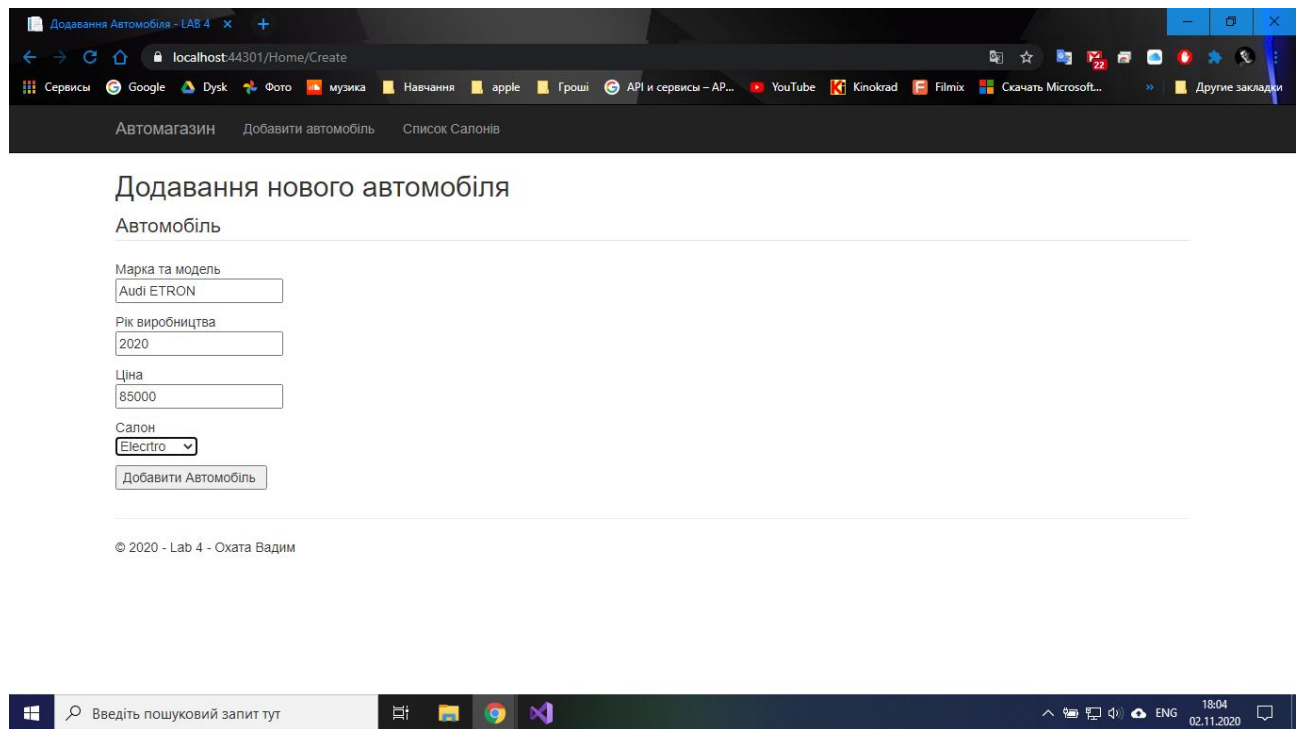 Додавання Автомобіля - LAB 4
localhost:44301/Home/Create
22
Сервисы Google Dysk Фото музика Навчання apple Гроші API и сервисы – AP... YouTube Kinokrad Filmix Скачать Microsoft... » Другие закладки
Автомагазин Добавити автомобіль Список Салонів
Додавання нового автомобіля
Автомобіль
Марка та модель
Audi ETRON
Рік виробництва
2020
Ціна
85000
Салон
Elecrtro
Добавити Автомобіль
© 2020 - Lab 4 - Охата Вадим
Введіть пошуковий запит тут
ENG
18:04
02.11.2020